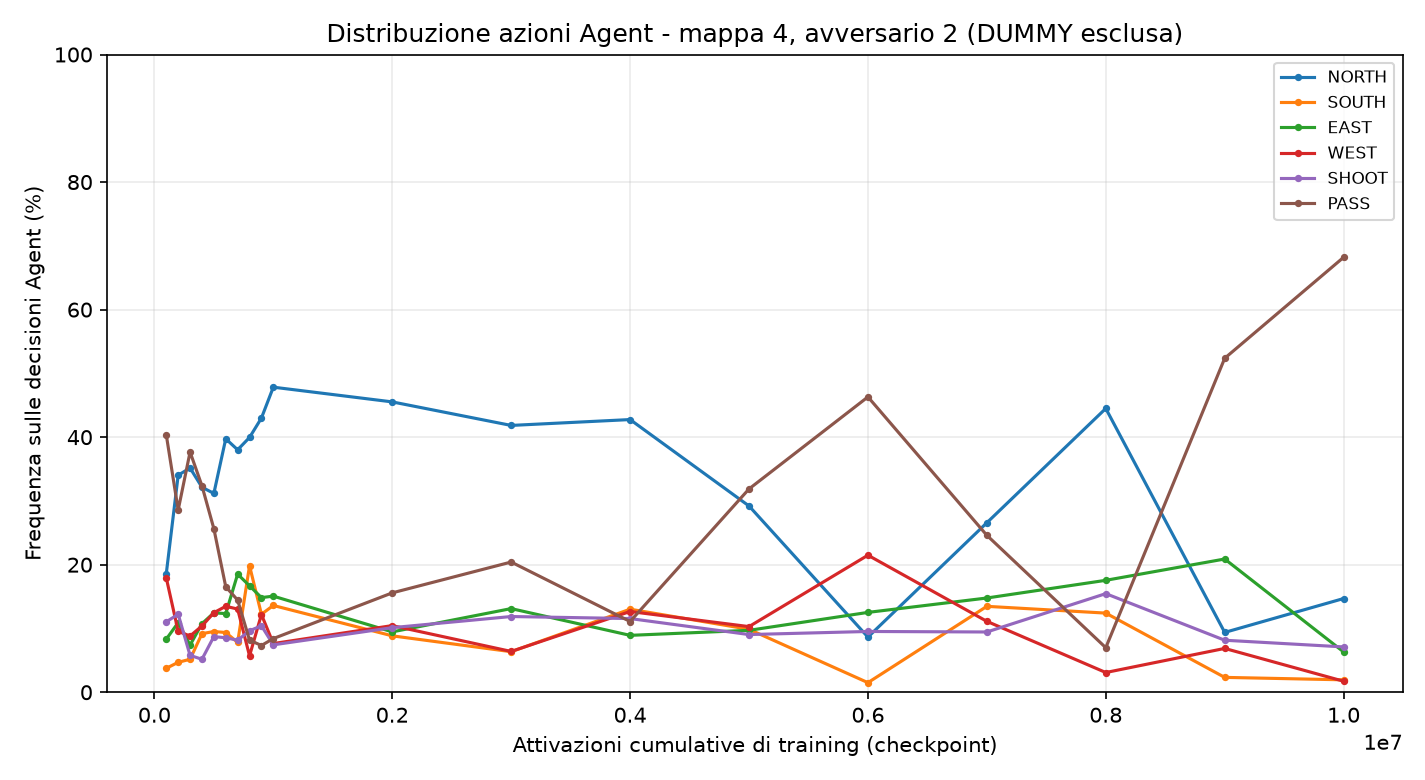 Distribuzione azioni Agent - mappa 4, avversario 2 (DUMMY esclusa)
Frequenza sulle decisioni Agent (%)
100
80
60
40
20
0
NORTH
SOUTH
EAST
WEST
SHOOT
PASS
0.0
0.2
0.4
0.6
0.8
1.0
1e7
Attivazioni cumulative di training (checkpoint)